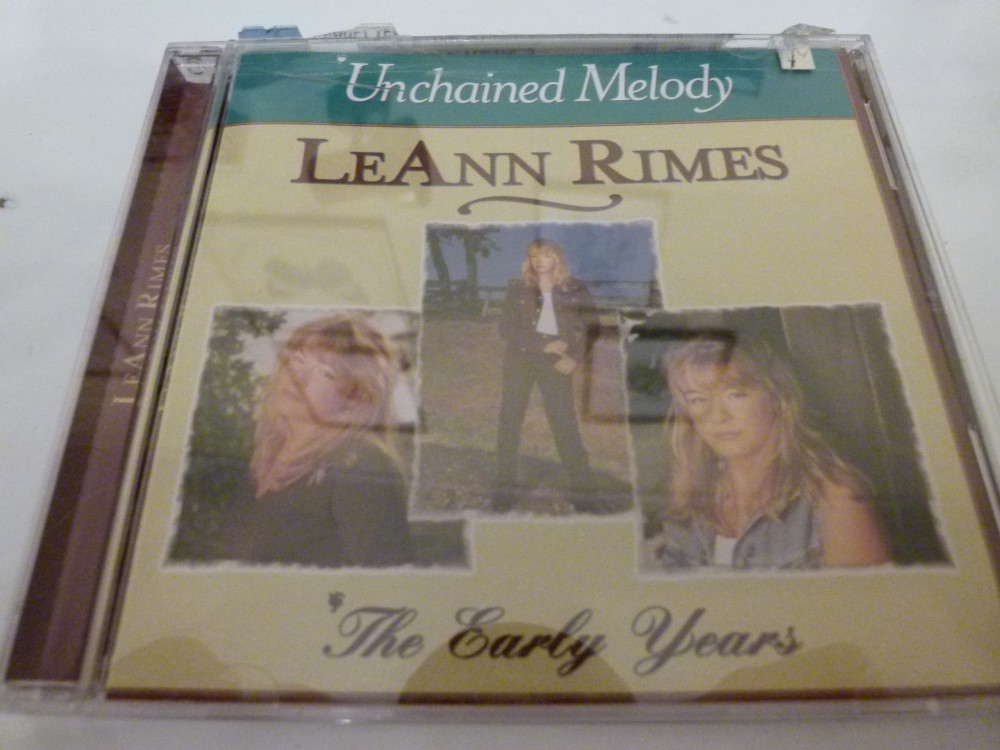 Unchained Melody
LEANN RIMES
The Early Years
LEANN RIMES